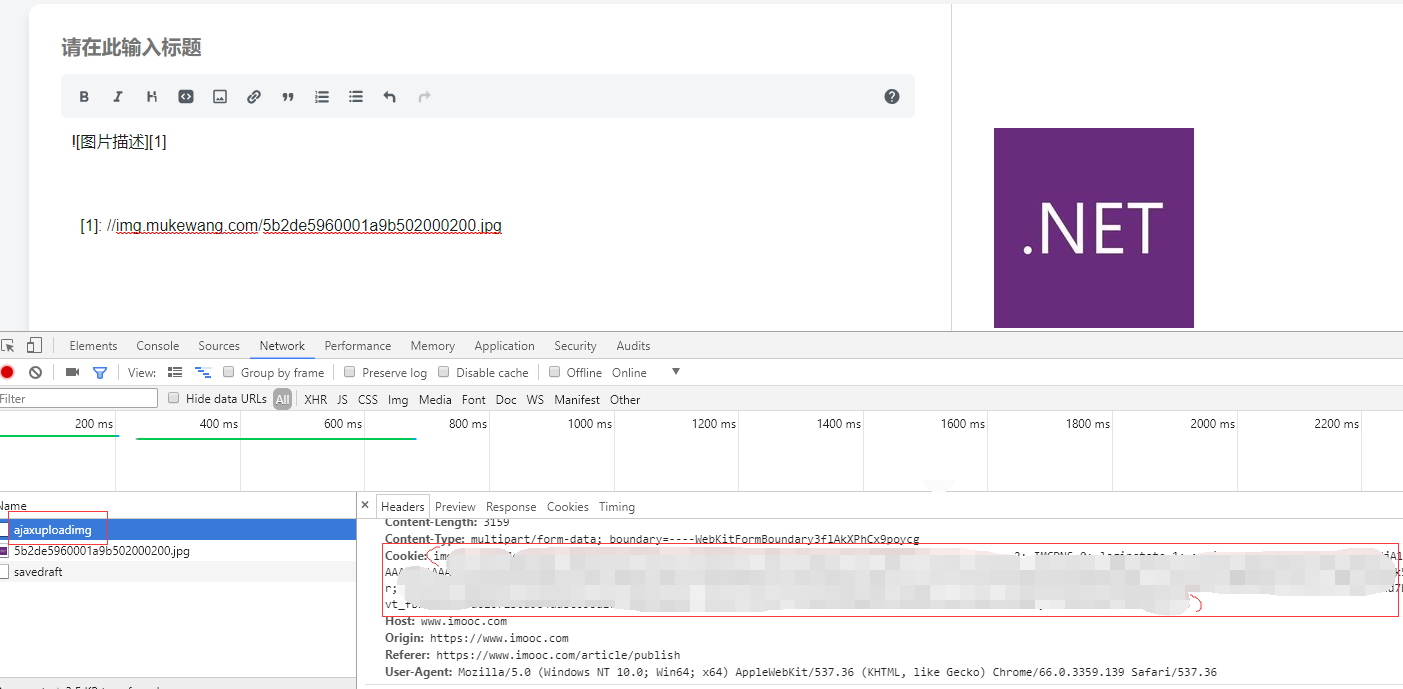 请在此输入标题
B I H
![图片描述][1]
[1]: //img.mukewang.com/5b2de5960001a9b502000200.jpg
.NET
Elements Console Sources Network Performance Memory Application Security Audits
View: Group by frame Preserve log Disable cache Offline Online
Filter Hide data URLs All XHR JS CSS Img Media Font Doc WS Manifest Other
200 ms 400 ms 600 ms 800 ms 1000 ms 1200 ms 1400 ms 1600 ms 1800 ms 2000 ms 2200 ms
Name
× Headers Preview Response Cookies Timing
ajaxuploadimg
5b2de5960001a9b502000200.jpg
savedraft
Content-Length: 3159
Content-Type: multipart/form-data; boundary=----WebKitFormBoundary3flAkXPhCx9poycg
Cookie:
Host: www.imooc.com
Origin: https://www.imooc.com
Referer: https://www.imooc.com/article/publish
User-Agent: Mozilla/5.0 (Windows NT 10.0; Win64; x64) AppleWebKit/537.36 (KHTML, like Gecko) Chrome/66.0.3359.139 Safari/537.36